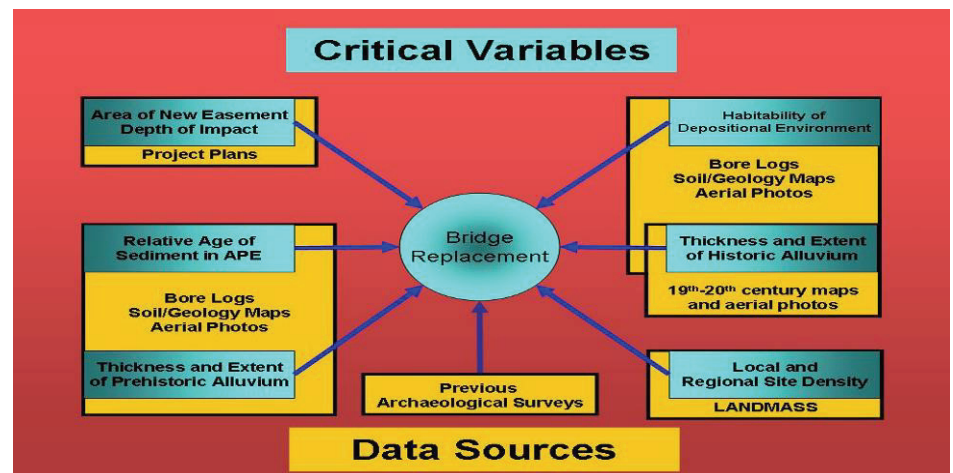 Critical Variables
Area of New Easement
Depth of Impact
Project Plans
Habitability of
Depositional Environment
Bore Logs
Soil/Geology Maps
Aerial Photos
Relative Age of
Sediment in APE
Bore Logs
Soil/Geology Maps
Aerial Photos
Thickness and Extent
of Prehistoric Alluvium
Bridge
Replacement
Thickness and Extent
of Historic Alluvium
19th-20th century maps
and aerial photos
Previous
Archaeological Surveys
Local and
Regional Site Density
LANDMASS
Data Sources